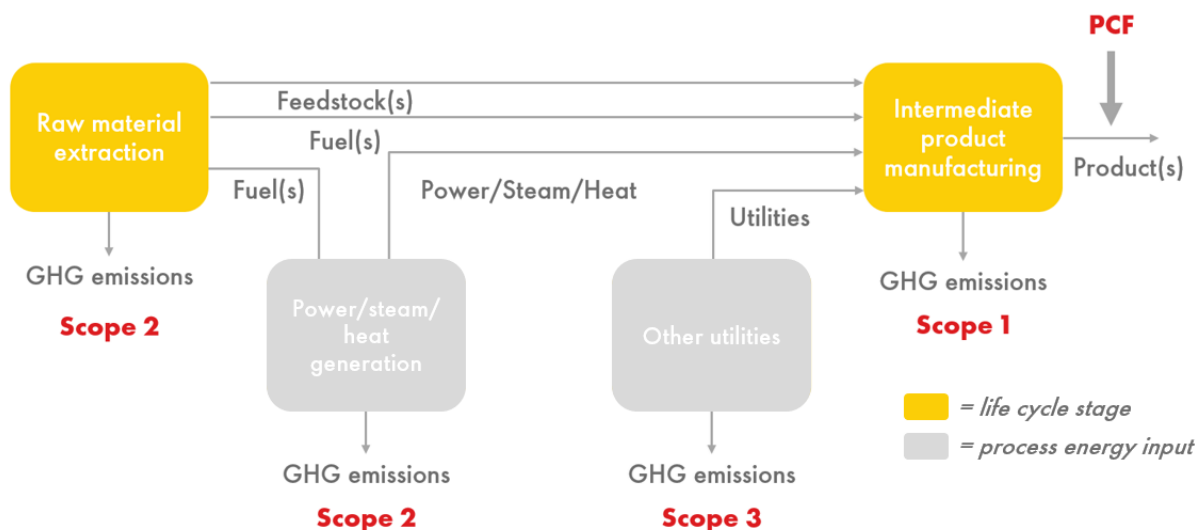 PCF
Raw material
extraction
Feedstock(s)
Fuel(s)
Fuel(s)
Power/Steam/Heat
Utilities
Intermediate
product
manufacturing
Product(s)
GHG emissions
Scope 2
Power/steam/
heat
generation
Other utilities
GHG emissions
Scope 1
= life cycle stage
= process energy input
GHG emissions
Scope 2
GHG emissions
Scope 3